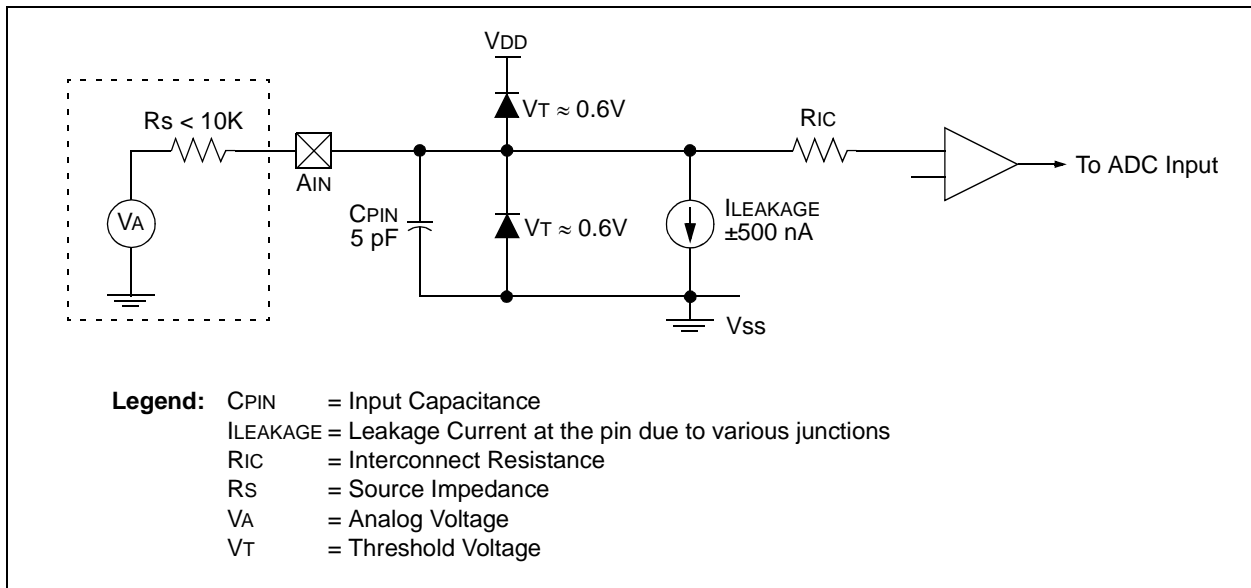 VDD
Rs < 10K
VT ≈ 0.6V
RIC
AIN
To ADC Input
VA
CPIN
5 pF
VT ≈ 0.6V
ILEAKAGE
±500 nA
Vss
Legend: CPIN = Input Capacitance
ILEAKAGE = Leakage Current at the pin due to various junctions
RIC = Interconnect Resistance
RS = Source Impedance
VA = Analog Voltage
VT = Threshold Voltage